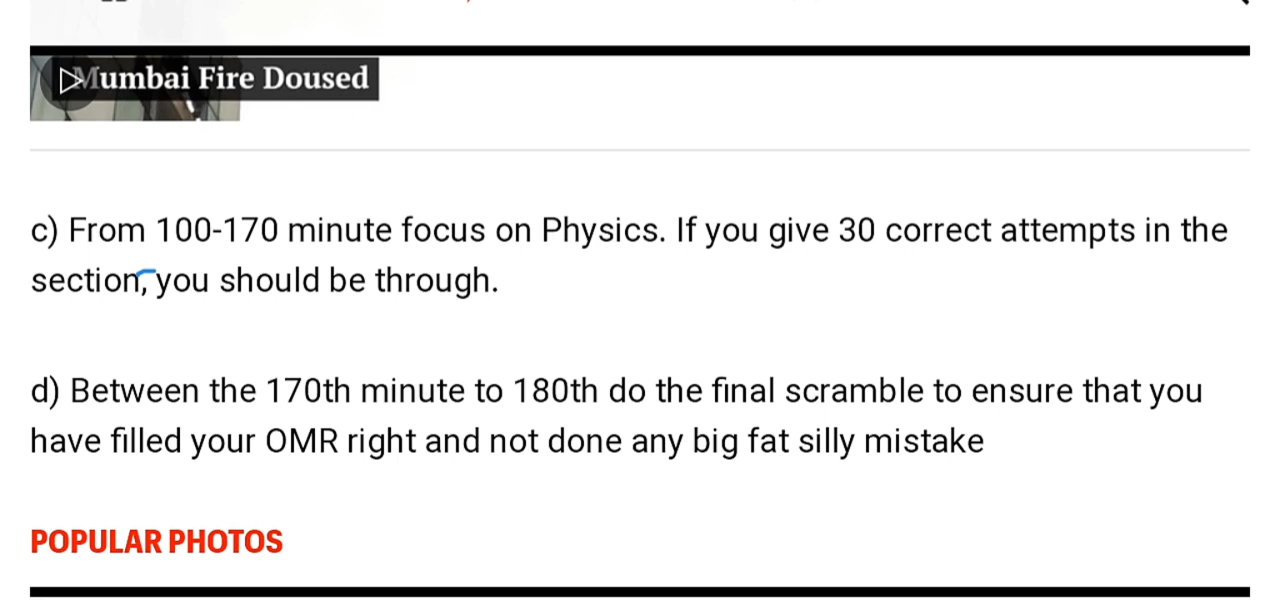 Mumbai Fire Doused
c) From 100-170 minute focus on Physics. If you give 30 correct attempts in the
section, you should be through.
d) Between the 170th minute to 180th do the final scramble to ensure that you
have filled your OMR right and not done any big fat silly mistake
POPULAR PHOTOS